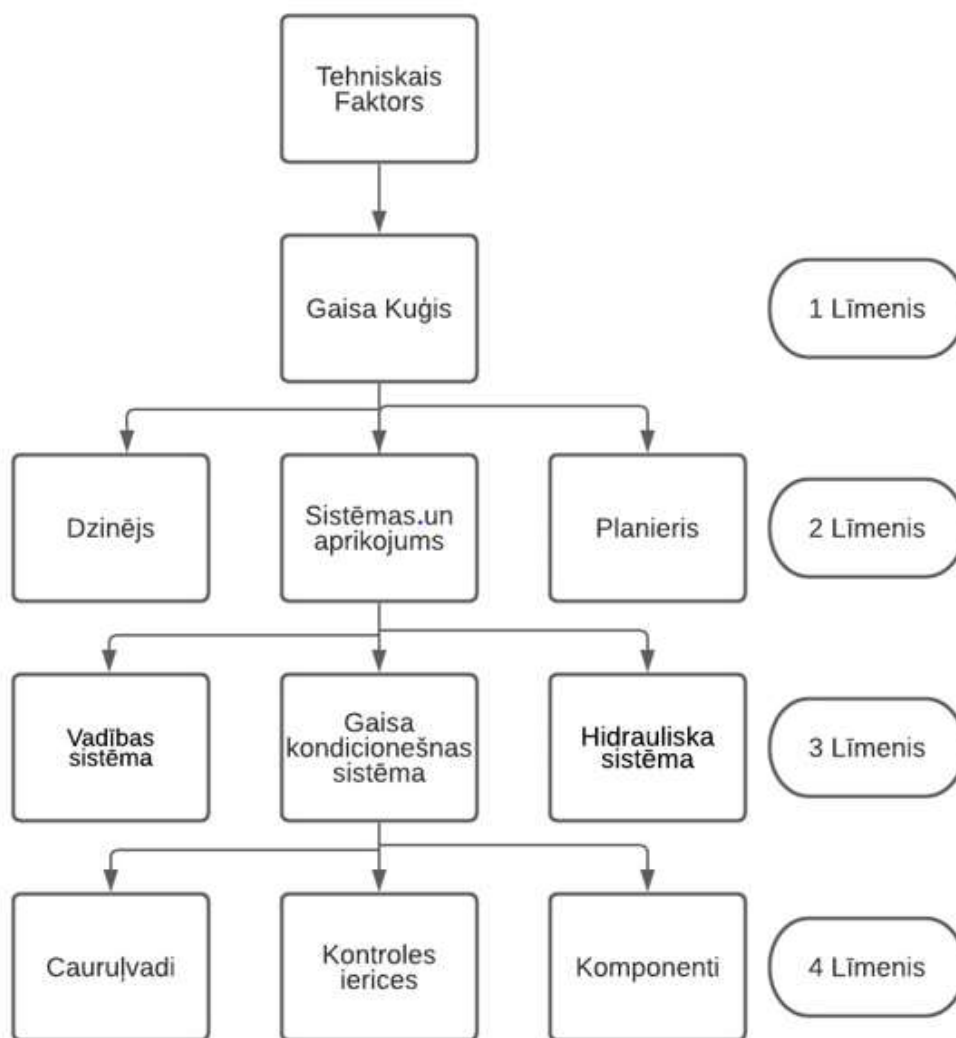 Tehniskais
Faktors
Gaisa Kuģis
1 Līmenis
Dzinējs
Sistēmas.un
aprikojums
Planieris
2 Līmenis
Vadības
sistēma
Gaisa
kondicionešnas
sistēma
Hidrauliska
sistēma
3 Līmenis
Cauruļvadi
Kontroles
ierices
Komponenti
4 Līmenis